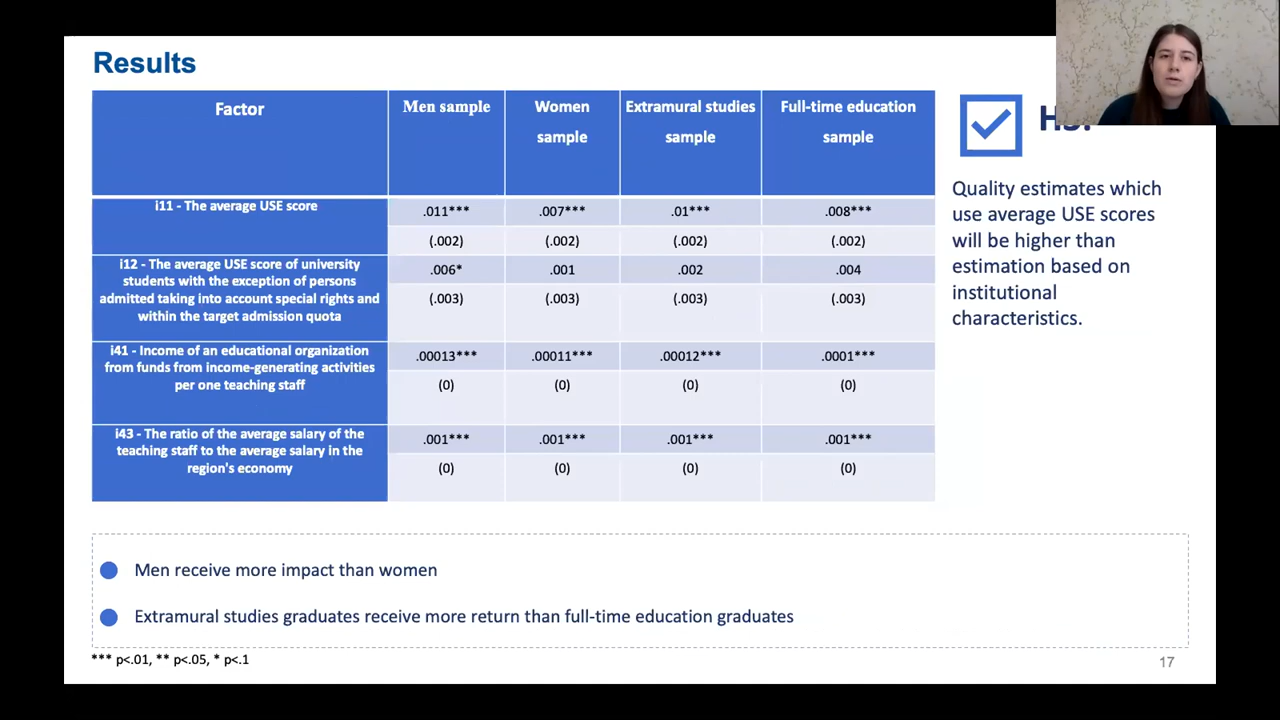 Results
Factor
Men sample
Women
sample
Extramural studies
sample
Full-time education
sample
i11 - The average USE score
.011***
.007***
.01***
.008***
(.002)
(.002)
(.002)
(.002)
i12 - The average USE score of university
students with the exception of persons
admitted taking into account special rights and
within the target admission quota
.006*
.001
.002
.004
(.003)
(.003)
(.003)
(.003)
i41 - Income of an educational organization
from funds from income-generating activities
per one teaching staff
.00013***
.00011***
.00012***
.0001***
(0)
(0)
(0)
(0)
i43 - The ratio of the average salary of the
teaching staff to the average salary in the
region's economy
.001***
.001***
.001***
.001***
(0)
(0)
(0)
(0)
Quality estimates which
use average USE scores
will be higher than
estimation based on
institutional
characteristics.
Men receive more impact than women
Extramural studies graduates receive more return than full-time education graduates
*** p<.01, ** p<.05, * p<.1
17